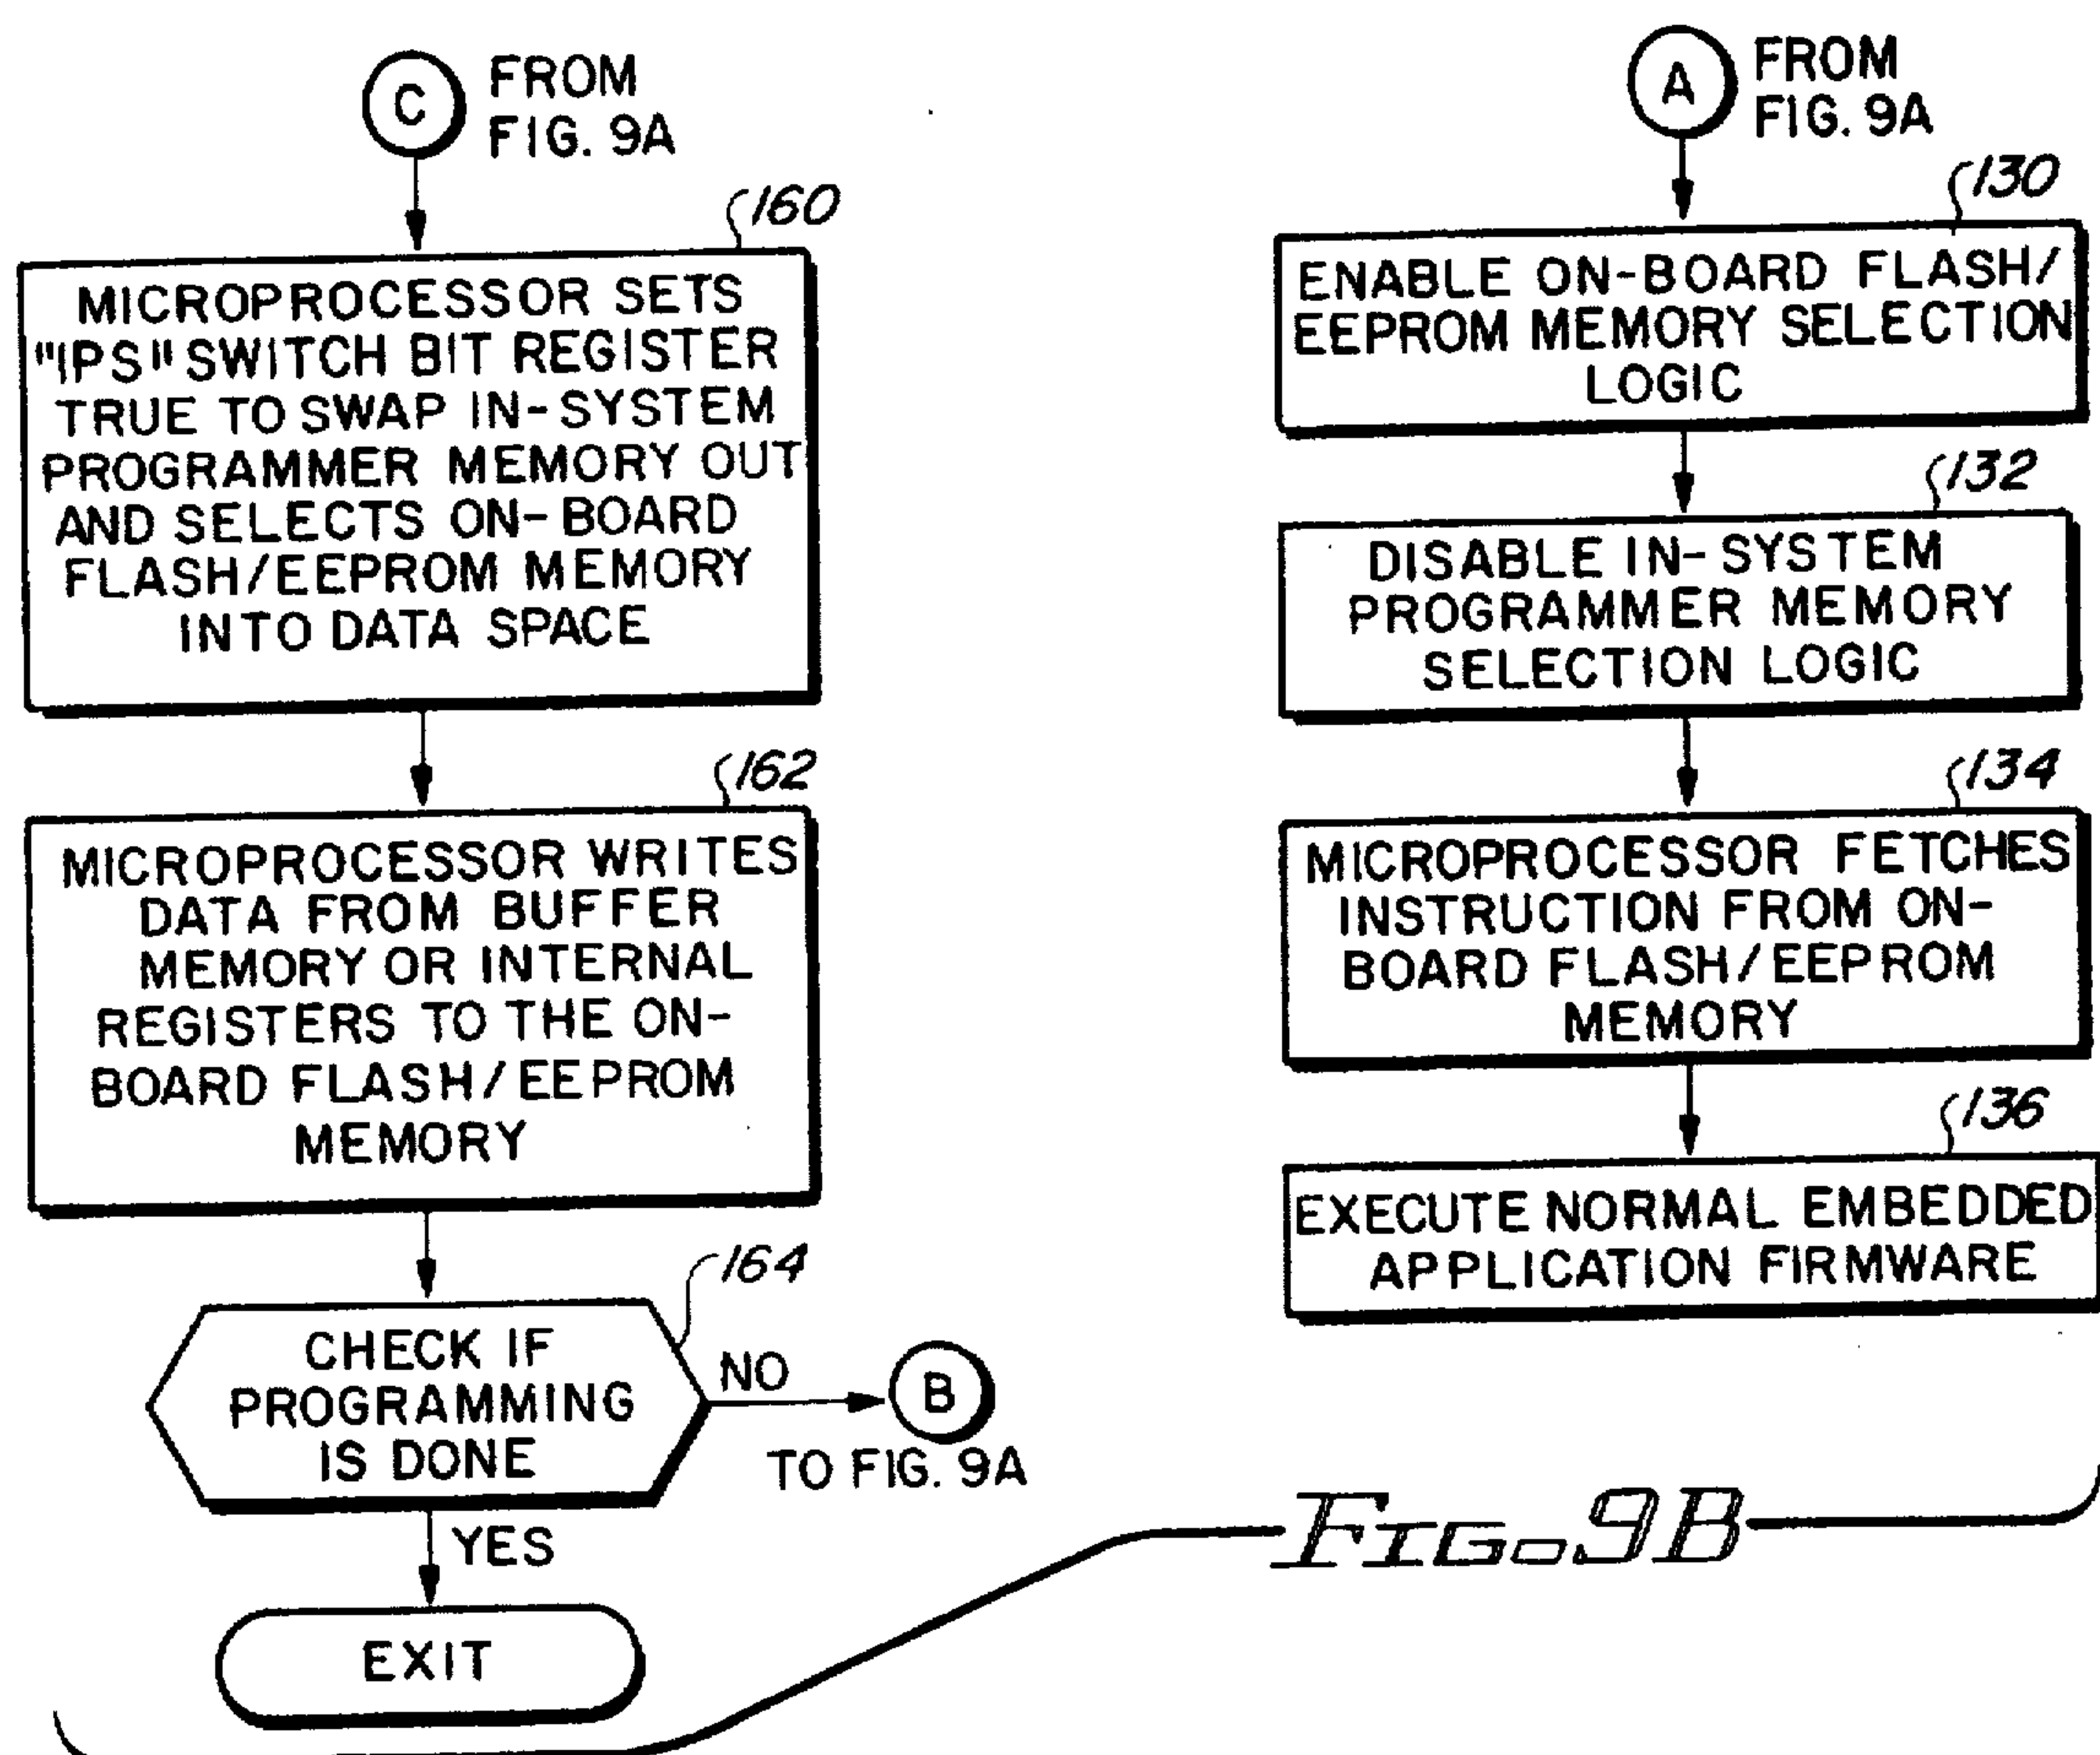 C
FROM
FIG. 9A
160
MICROPROCESSOR SETS
"IPS" SWITCH BIT REGISTER
TRUE TO SWAP IN-SYSTEM
PROGRAMMER MEMORY OUT
AND SELECTS ON-BOARD
FLASH/EEPROM MEMORY
INTO DATA SPACE
162
MICROPROCESSOR WRITES
DATA FROM BUFFER
MEMORY OR INTERNAL
REGISTERS TO THE ON-
BOARD FLASH/EEPROM
MEMORY
164
CHECK IF
PROGRAMMING
IS DONE
NO
B
TO FIG. 9A
YES
EXIT
A
FROM
FIG. 9A
130
ENABLE ON-BOARD FLASH/
EEPROM MEMORY SELECTION
LOGIC
132
DISABLE IN-SYSTEM
PROGRAMMER MEMORY
SELECTION LOGIC
134
MICROPROCESSOR FETCHES
INSTRUCTION FROM ON-
BOARD FLASH/EEPROM
MEMORY
136
EXECUTE NORMAL EMBEDDED
APPLICATION FIRMWARE
FIG. 9B